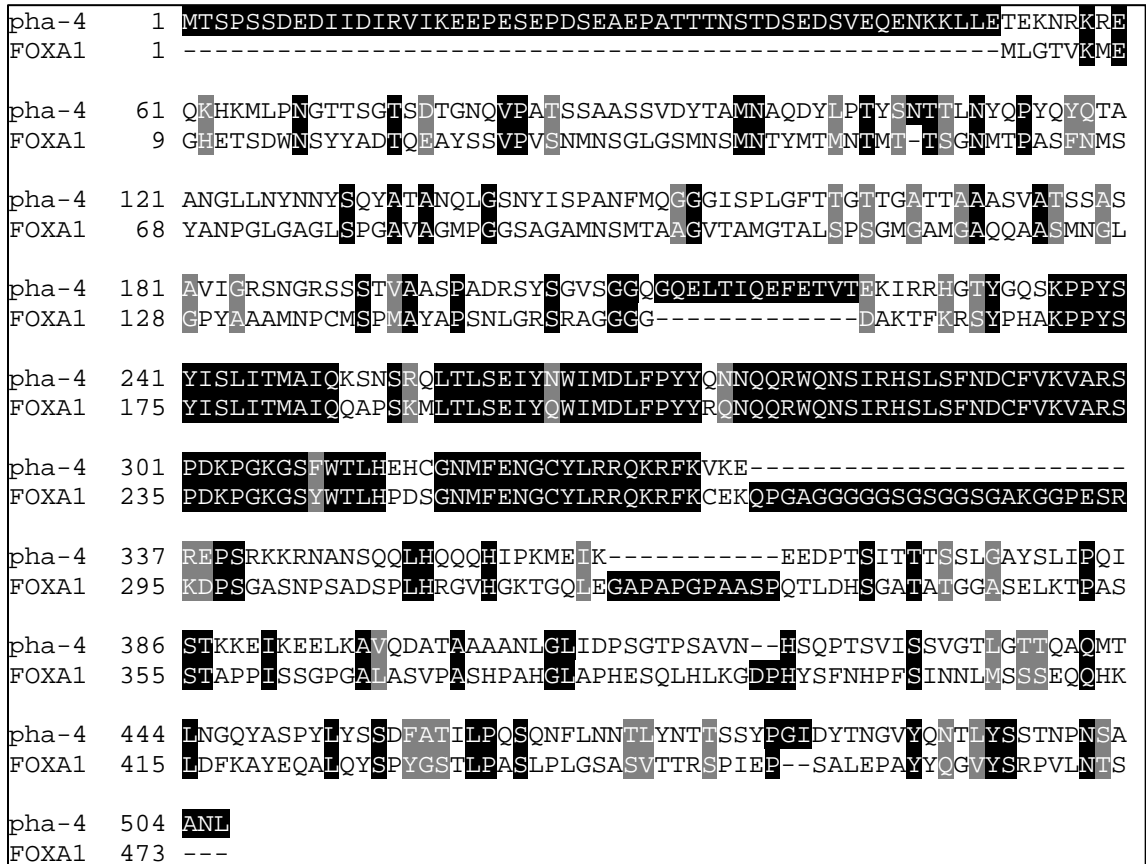 pha-4 1 MTSPSSDEDIIDIRVIKEEPESEPDSEAEPATTTNSTDSEDSVEQENKKLLETEKNRKRE
FOXA1 1 ----------------------------------------------------MLGTVKME
pha-4 61 QKHKMLPNGTTSGTSDTGNQVPATSSAASSVDYTAMNAQDYLPTYSNTTLNYQPYQYQTA
FOXA1 9 GHETSDWNSYYADTQEAYSSVPVSNMNSGLGSMNSMNTYMTMNTMT-TSGNMTPASFNMS
pha-4 121 ANGLLNYNNYSQYATANQLGSNYISPANFMQGGGISPLGFTTGTTGATTAAASVATSSAS
FOXA1 68 YANPGLGAGLSPGAVAGMPGGSAGAMNSMTAAGVTAMGTALSPSGMGAMGAQQAASMNGL
pha-4 181 AVIGRSNGRSSSTVAASPADRSYSGVSGGQGQELTIQEFETVTEKIRRHGTYGQSKPPYS
FOXA1 128 GPYAAAMNPCMSPMAYAPSNLGRSRAGGGG-------------DAKTFKRSYPHAKPPYS
pha-4 241 YISLITMAIQKSNSRQLTLSEIYNWIMDLFPYYQNNQQRWQNSIRHSLSFNDCFVKVARS
FOXA1 175 YISLITMAIQQAPSKMLTLSEIYQWIMDLFPYYRQNQQRWQNSIRHSLSFNDCFVKVARS
pha-4 301 PDKPGKGSFWTLHEHCGNMFENGCYLRRQKRFKVKE------------------------
FOXA1 235 PDKPGKGSYWTLHPDSGNMFENGCYLRRQKRFKCEKQPGAGGGGGSGSGGSGAKGGPESR
pha-4 337 REPSRKKRNANSQQLHQQQHIPKMEIK-----------EEDPTSITTTSSLGAYSLIPQI
FOXA1 295 KDPSGASNPSADSPLHRGVHGKTGQLEGAPAPGPAASPQTLDHSGATATGGASELKTPAS
pha-4 386 STKKEIKEELKAVQDATAAAANLGLIDPSGTPSAVN--HSQPTSVISSVGTLGTTQAQMT
FOXA1 355 STAPPISSGPGALASVPASHPAHGLAPHESQLHLKGDPHYSFNHPFSINNLMSSSEQQHK
pha-4 444 LNGQYASPYLYSSDFATILPQSQNFLNNTLYNTTSSYPGIDYTNGVYQNTLYSSTNPNSA
FOXA1 415 LDFKAYEQALQYSPYGSTLPASLPLGSASVTTRSPIEP--SALEPAYYQGVYSRPVLNTS
pha-4 504 ANL
FOXA1 473 ---